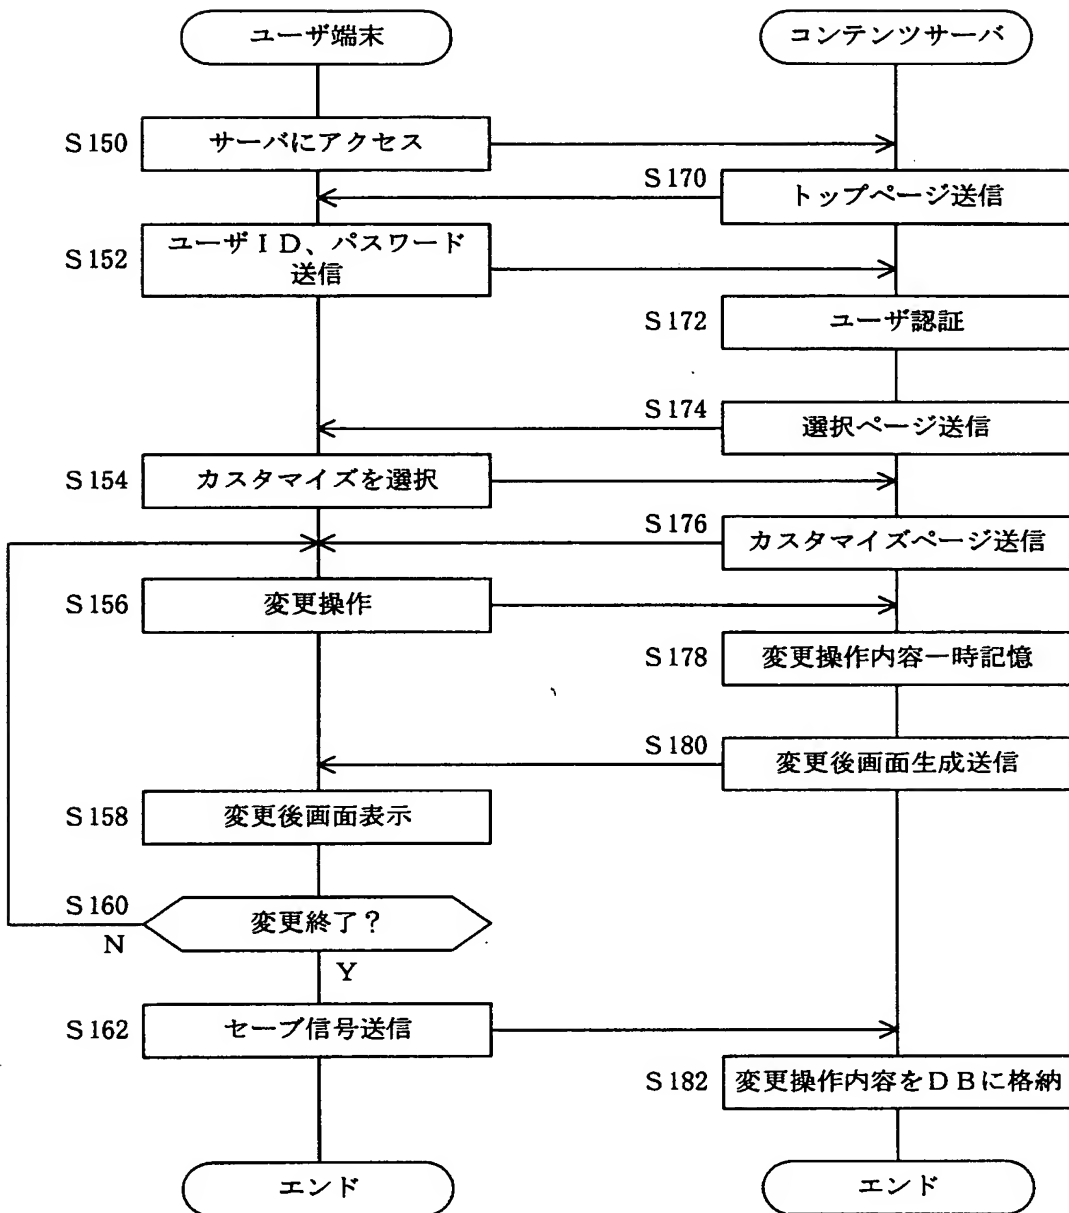 ユーザ端末
コンテンツサーバ
S150
サーバにアクセス
S170
トップページ送信
S152
ユーザID、パスワード
送信
S172
ユーザ認証
S174
選択ページ送信
S154
カスタマイズを選択
S176
カスタマイズページ送信
S156
変更操作
S178
変更操作内容一時記憶
S180
変更後画面生成送信
S158
変更後画面表示
S160
変更終了?
N
Y
S162
セーブ信号送信
S182
変更操作内容をDBに格納
エンド
エンド